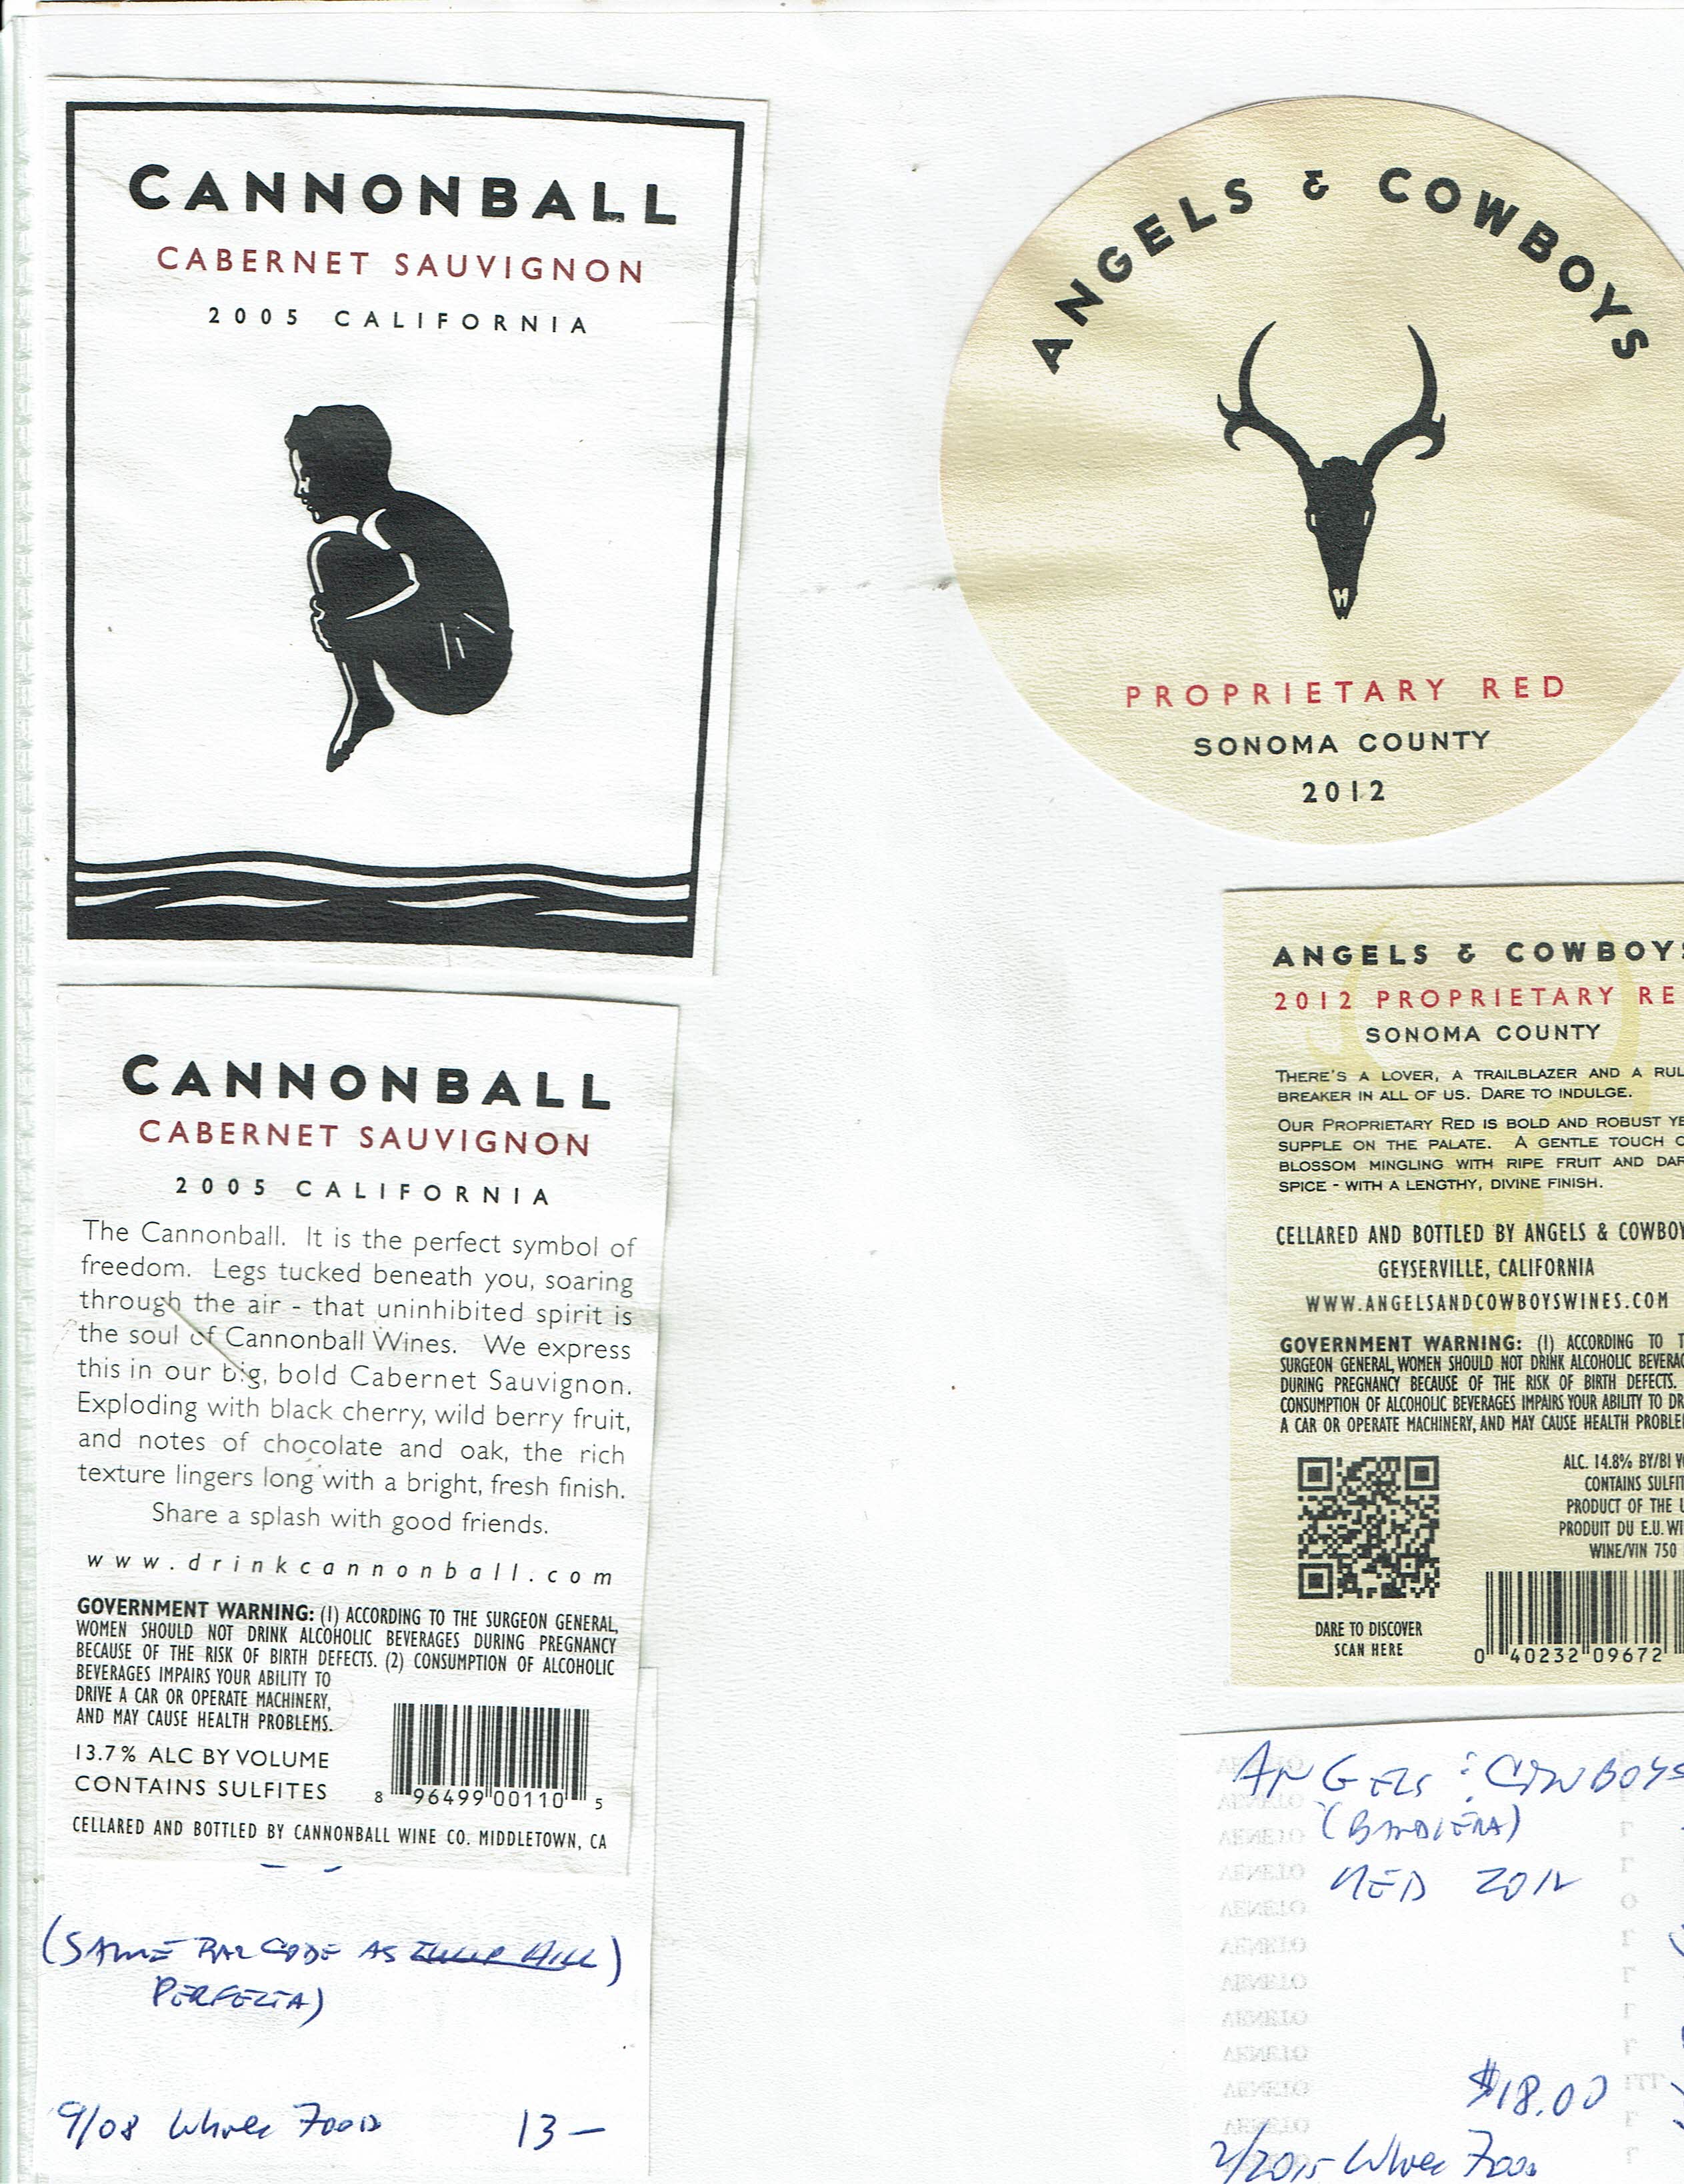 CANNONBALL
CABERNET SAUVIGNON
2005 CALIFORNIA
CANNONBALL
CABERNET SAUVIGNON
2005 CALIFORNIA
The Cannonball. It is the perfect symbol of
freedom. Legs tucked beneath you, soaring
through the air - that uninhibited spirit is
the soul of Cannonball Wines. We express
this in our big, bold Cabernet Sauvignon.
Exploding with black cherry, wild berry fruit,
and notes of chocolate and oak, the rich
texture lingers long with a bright, fresh finish.
Share a splash with good friends.
www.drinkcannonball.com
GOVERNMENT WARNING: (1) ACCORDING TO THE SURGEON GENERAL,
WOMEN SHOULD NOT DRINK ALCOHOLIC BEVERAGES DURING PREGNANCY
BECAUSE OF THE RISK OF BIRTH DEFECTS. (2) CONSUMPTION OF ALCOHOLIC
BEVERAGES IMPAIRS YOUR ABILITY TO
DRIVE A CAR OR OPERATE MACHINERY,
AND MAY CAUSE HEALTH PROBLEMS.
13.7% ALC BY VOLUME
CONTAINS SULFITES
8 96499 00110 5
CELLARED AND BOTTLED BY CANNONBALL WINE CO. MIDDLETOWN, CA
(SAME BAR CODE AS HILL)
9/08 Whole Foods 13-
ANGELS & COWBOYS
PROPRIETARY RED
SONOMA COUNTY
2012
ANGELS & COWBOYS
2012 PROPRIETARY RE
SONOMA COUNTY
THERE'S A LOVER, A TRAILBLAZER AND A RUL
BREAKER IN ALL OF US. DARE TO INDULGE.
OUR PROPRIETARY RED IS BOLD AND ROBUST YE
SUPPLE ON THE PALATE. A GENTLE TOUCH O
BLOSSOM MINGLING WITH RIPE FRUIT AND DAR
SPICE - WITH A LENGTHY, DIVINE FINISH.
CELLARED AND BOTTLED BY ANGELS & COWBOY
GEYSERVILLE, CALIFORNIA
WWW.ANGELSANDCOWBOYSWINES.COM
GOVERNMENT WARNING: (1) ACCORDING TO T
SURGEON GENERAL, WOMEN SHOULD NOT DRINK ALCOHOLIC BEVERAG
DURING PREGNANCY BECAUSE OF THE RISK OF BIRTH DEFECTS.
CONSUMPTION OF ALCOHOLIC BEVERAGES IMPAIRS YOUR ABILITY TO DR
A CAR OR OPERATE MACHINERY, AND MAY CAUSE HEALTH PROBLE
ALC. 14.8% BY/BI V
CONTAINS SULFIT
PRODUCT OF THE U
PRODUIT DU E.U. WI
WINE/VIN 750
DARE TO DISCOVER
SCAN HERE
0 40232 09672
ANGELS & COWBOYS
RED 2012
$18.00
2/2015 Whole Foods